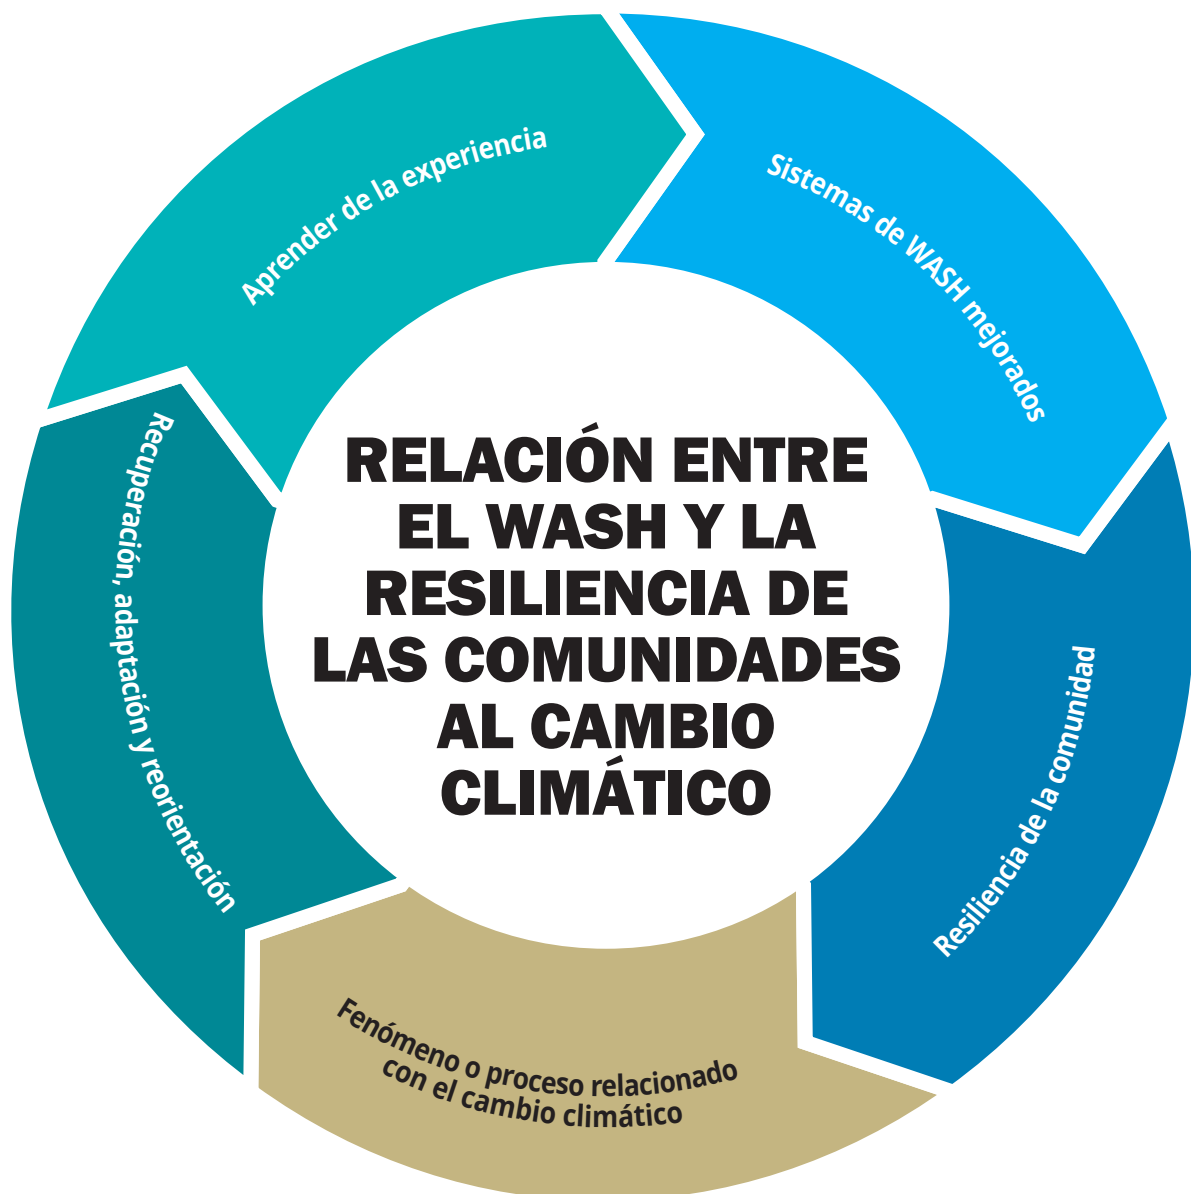 RELACIÓN ENTRE
EL WASH Y LA
RESILIENCIA DE
LAS COMUNIDADES
AL CAMBIO
CLIMÁTICO
Sistemas de WASH mejorados
Resiliencia de la comunidad
Fenómeno o proceso relacionado
con el cambio climático
Recuperación, adaptación y reorientación
Aprender de la experiencia